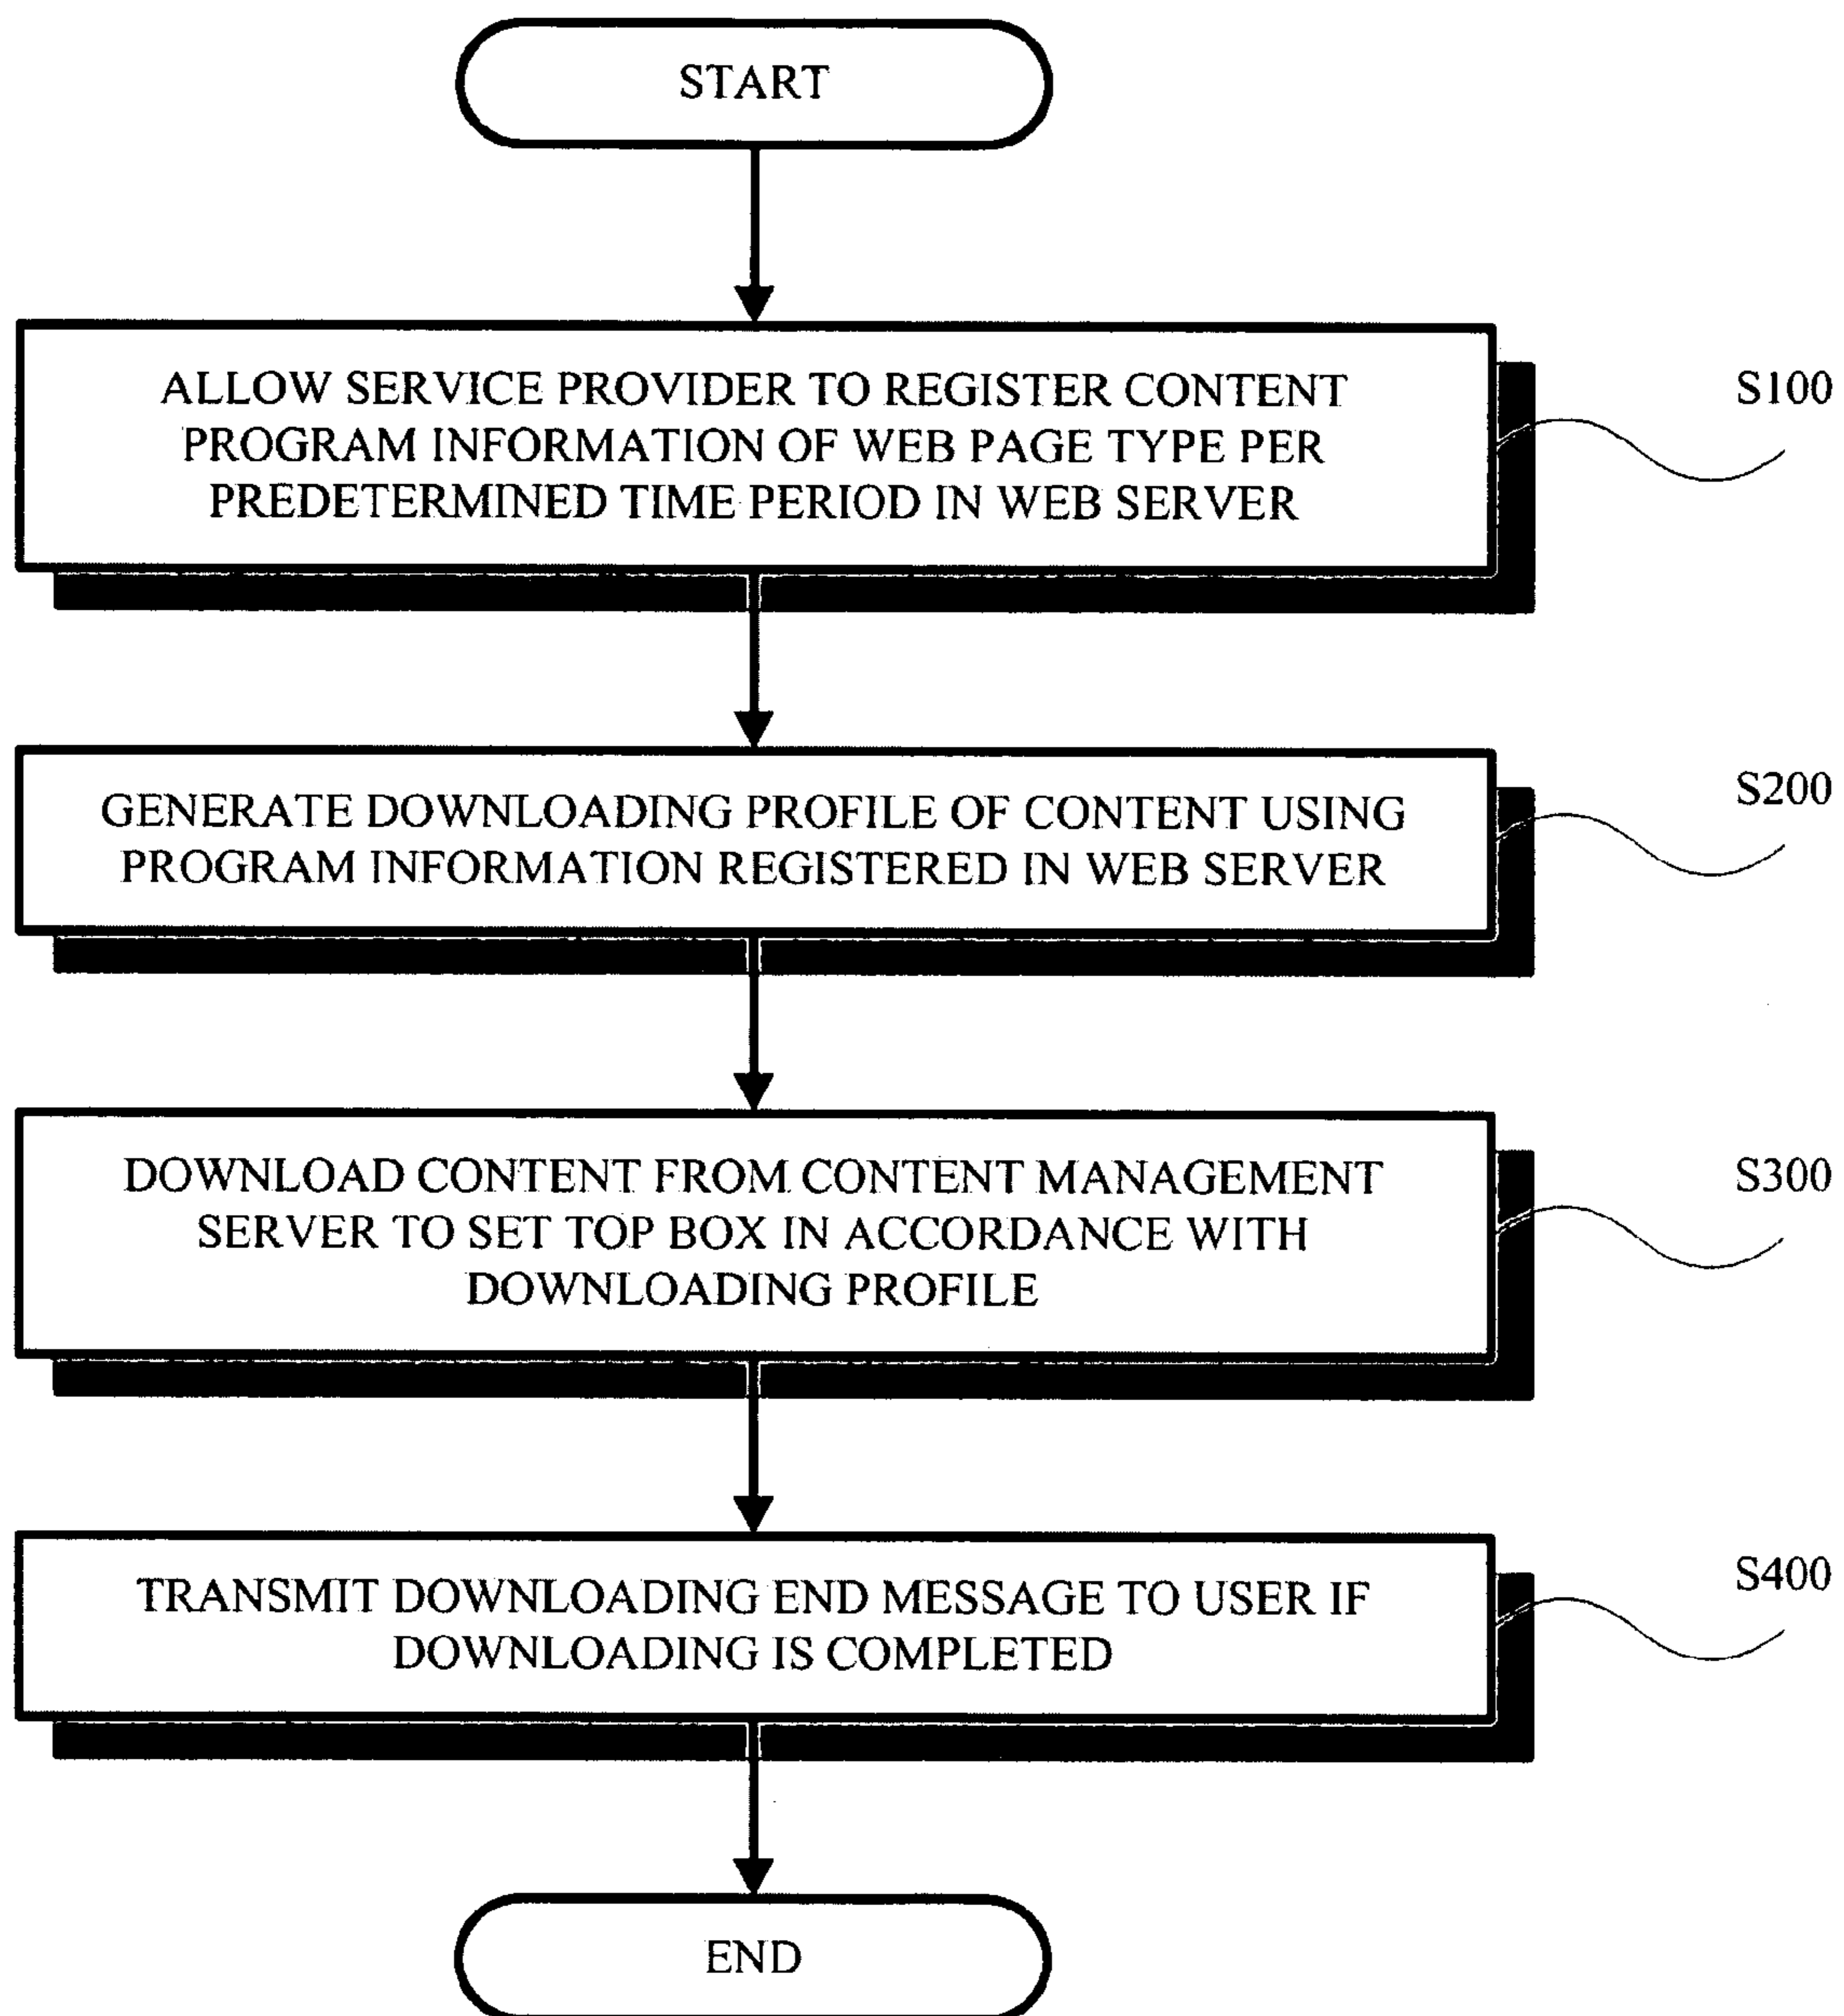 START
ALLOW SERVICE PROVIDER TO REGISTER CONTENT
PROGRAM INFORMATION OF WEB PAGE TYPE PER
PREDETERMINED TIME PERIOD IN WEB SERVER
S100
GENERATE DOWNLOADING PROFILE OF CONTENT USING
PROGRAM INFORMATION REGISTERED IN WEB SERVER
S200
DOWNLOAD CONTENT FROM CONTENT MANAGEMENT
SERVER TO SET TOP BOX IN ACCORDANCE WITH
DOWNLOADING PROFILE
S300
TRANSMIT DOWNLOADING END MESSAGE TO USER IF
DOWNLOADING IS COMPLETED
S400
END